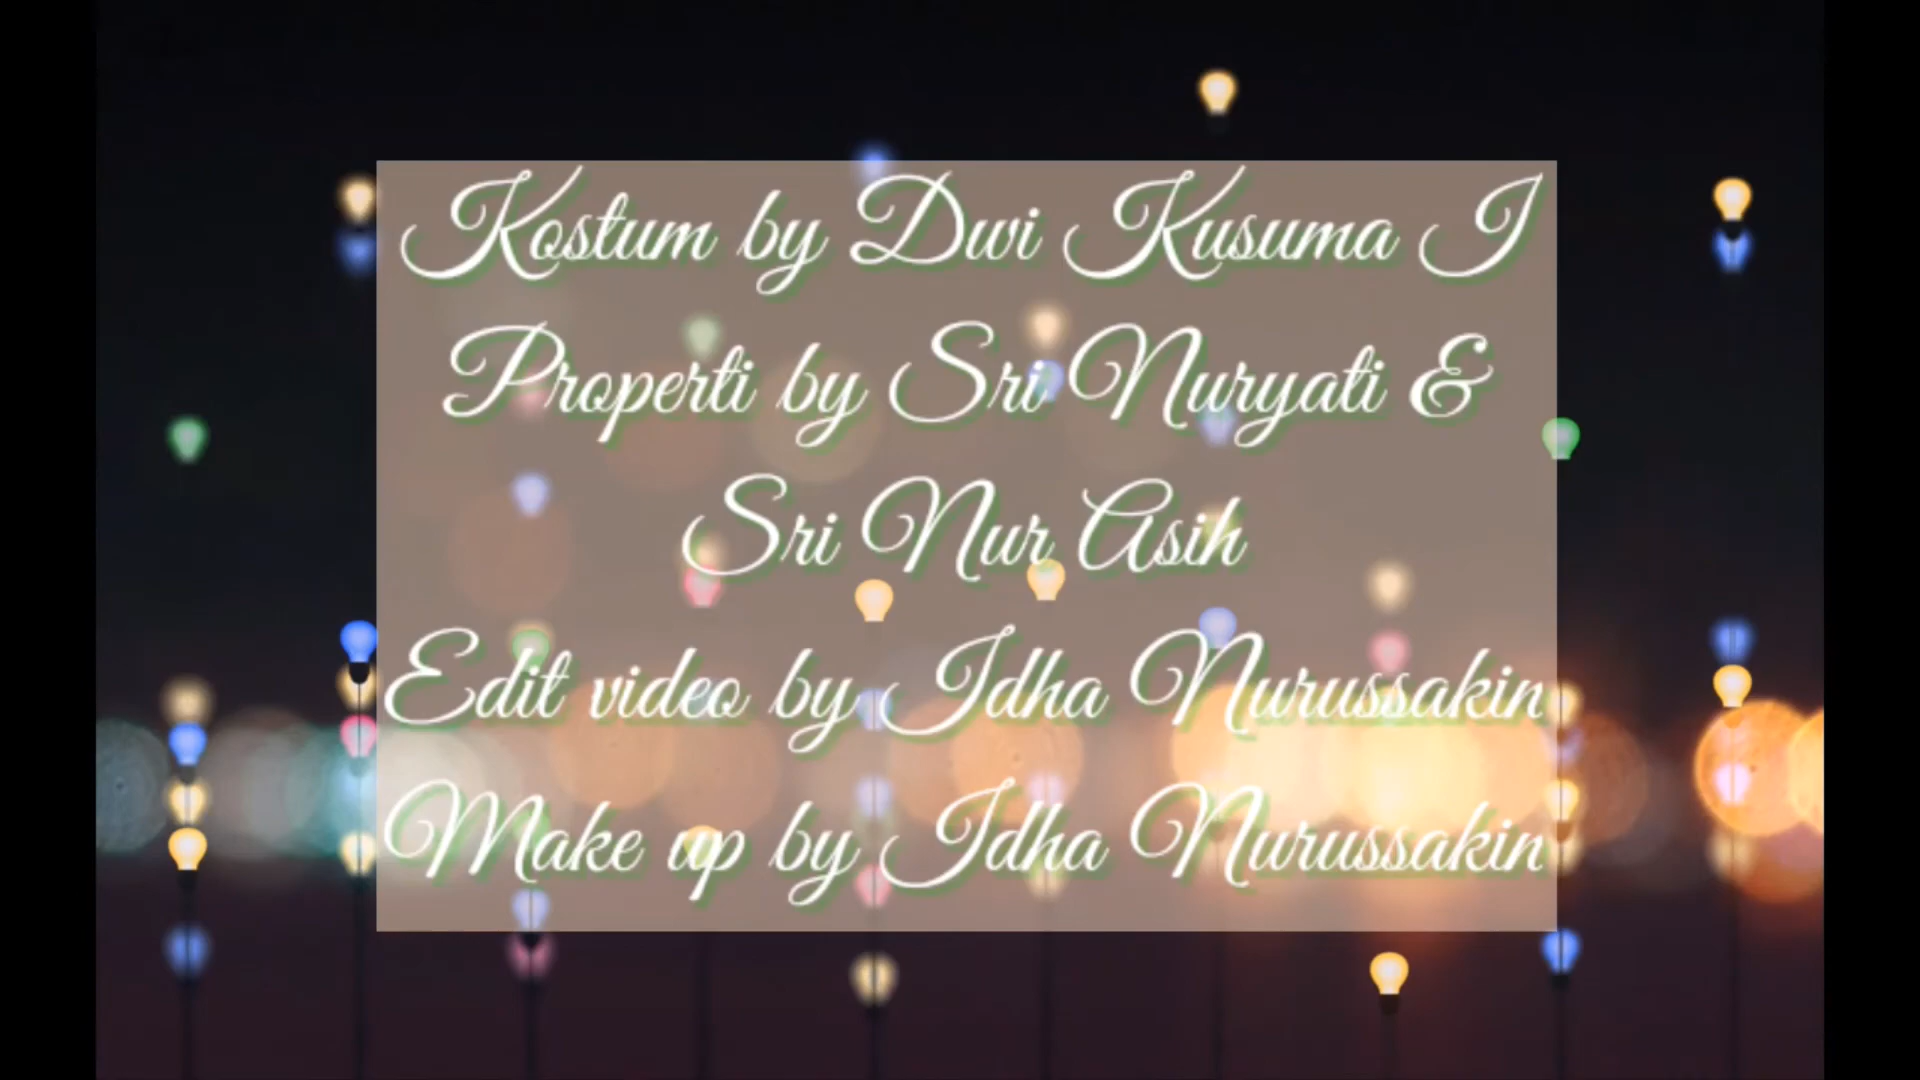 Kostum by Dwi Kusuma I
Properti by Sri Nuryati &
Sri Nur Asih
Edit video by Idha Nurussakin
Make up by Idha Nurussakin